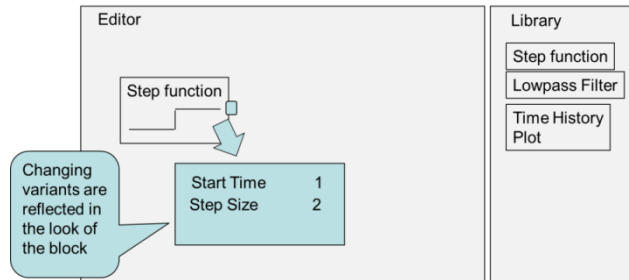 Editor
Step function
Start Time 1
Step Size 2
Changing
variants are
reflected in
the look of
the block
Library
Step function
Lowpass Filter
Time History
Plot